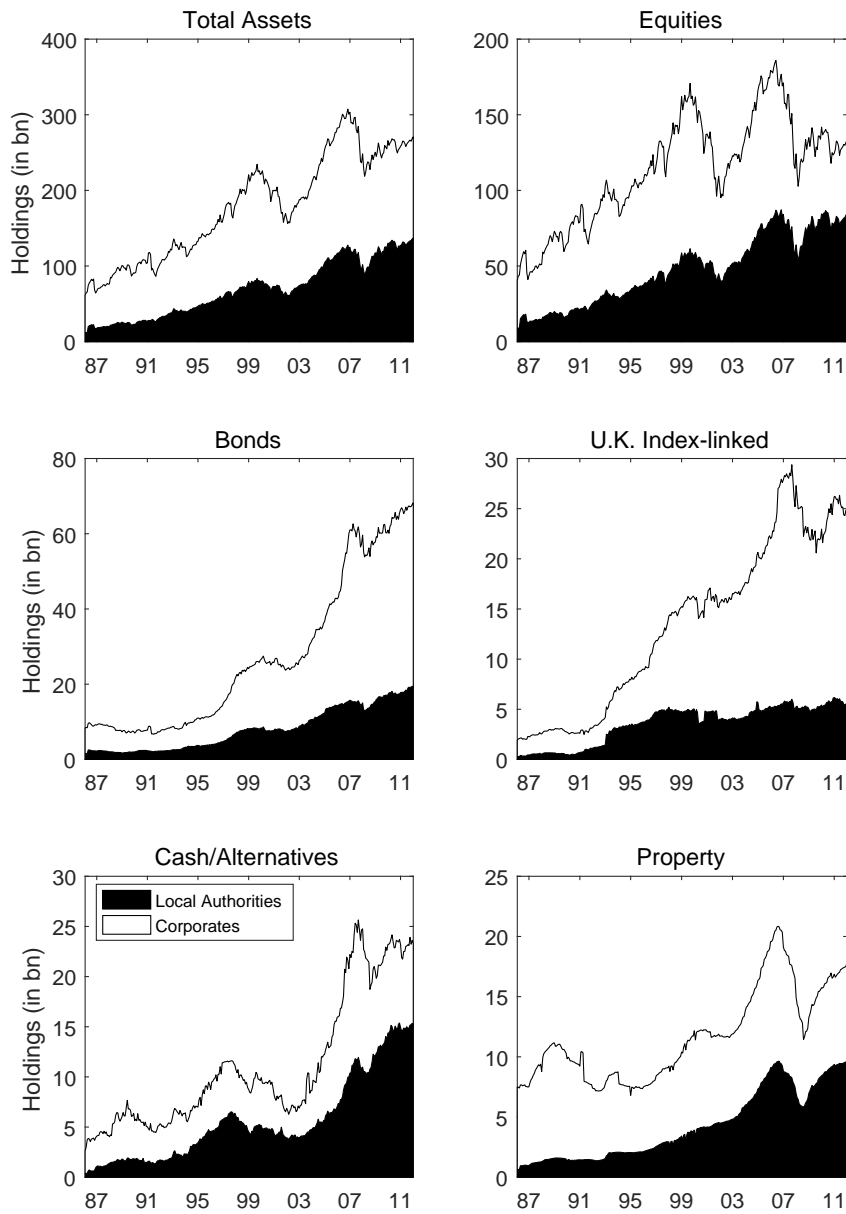 Total Assets
Equities
400
300
200
100
0
Holdings (in bn)
87 91 95 99 03 07 11
200
150
100
50
0
87 91 95 99 03 07 11
Bonds
U.K. Index-linked
80
60
40
20
0
Holdings (in bn)
87 91 95 99 03 07 11
30
25
20
15
10
5
0
87 91 95 99 03 07 11
Cash/Alternatives
Property
30
25
20
15
10
5
0
Holdings (in bn)
Local Authorities
Corporates
87 91 95 99 03 07 11
25
20
15
10
5
0
87 91 95 99 03 07 11